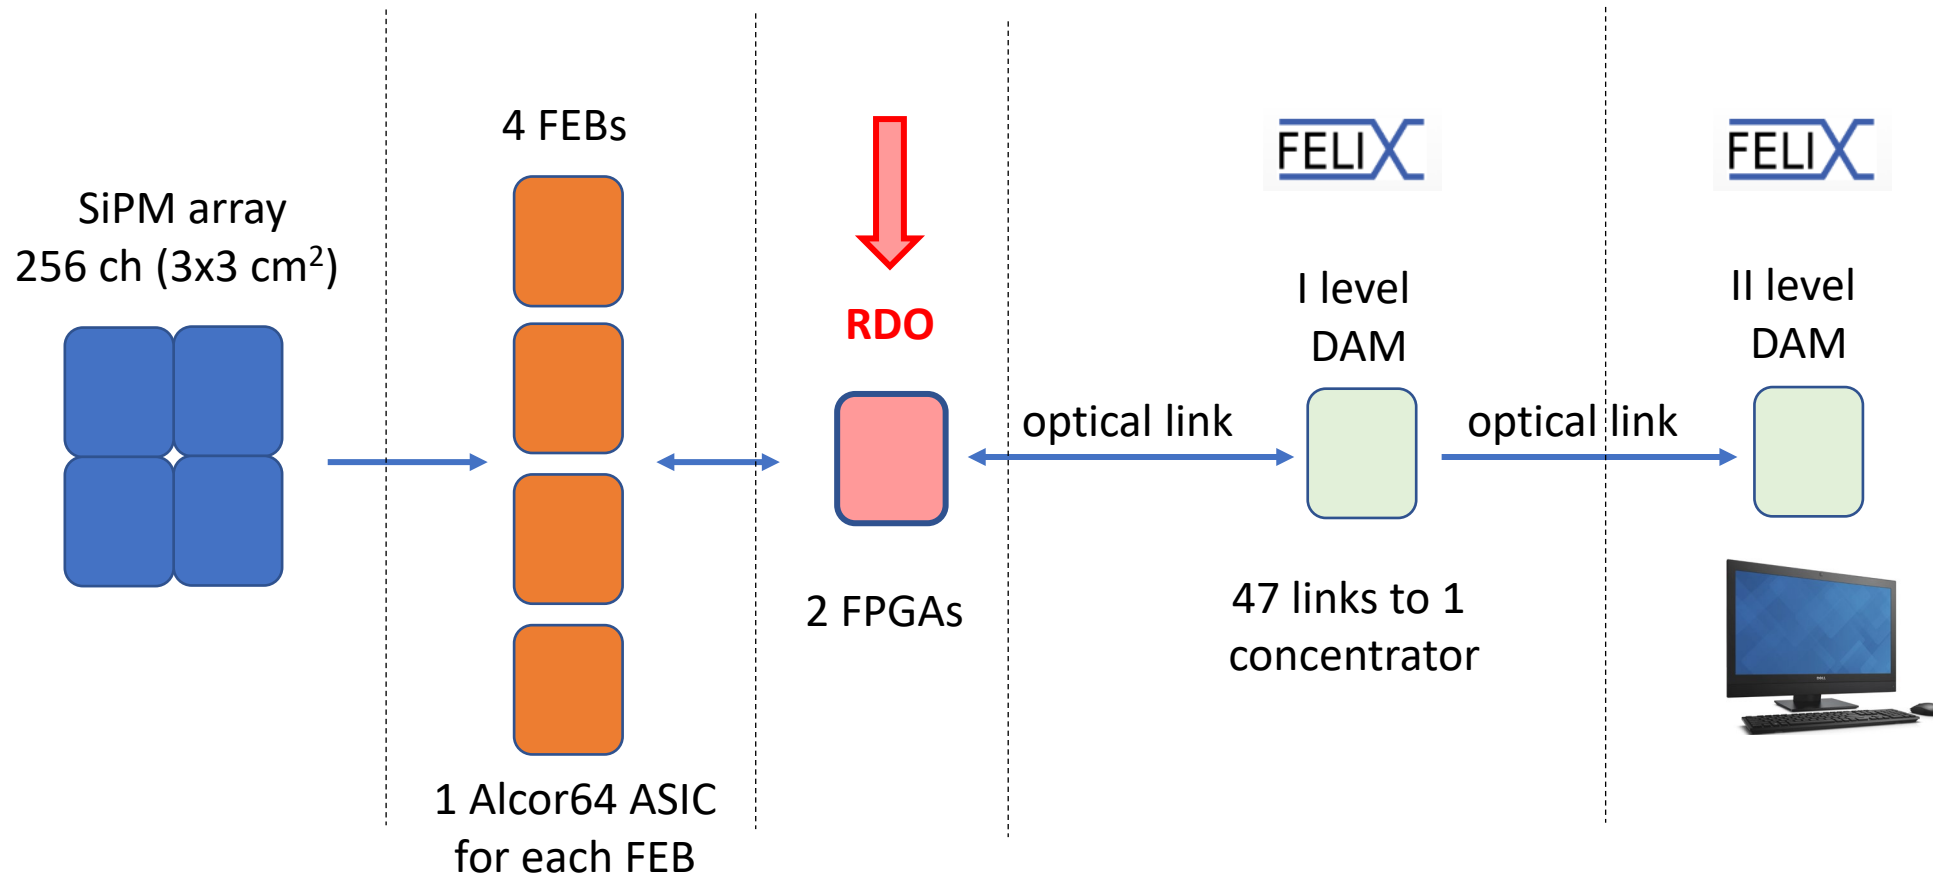 SiPM array
256 ch (3x3 cm²)
4 FEBs
1 Alcor64 ASIC
for each FEB
RDO
2 FPGAs
optical link
FELIX
I level
DAM
47 links to 1
concentrator
optical link
FELIX
II level
DAM
DELL